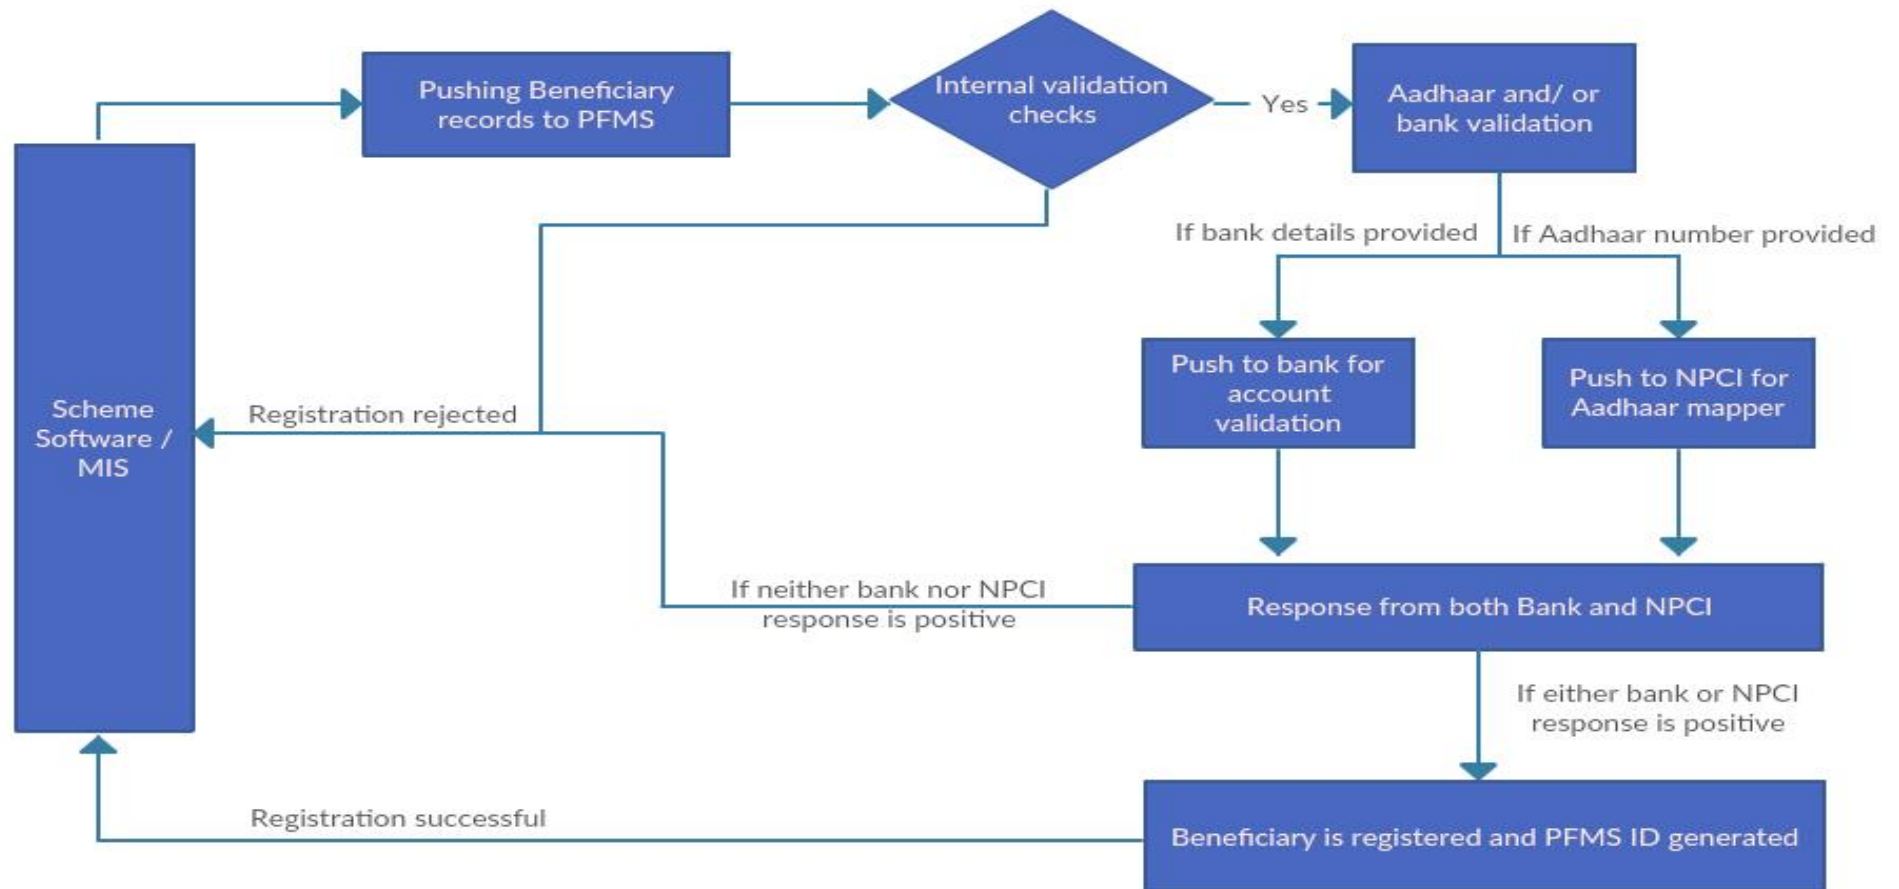 Pushing Beneficiary
records to PFMS
Internal validation
checks
Yes
Aadhaar and/ or
bank validation
If bank details provided
If Aadhaar number provided
Push to bank for
account
validation
Push to NPCI for
Aadhaar mapper
Scheme
Software /
MIS
Registration rejected
If neither bank nor NPCI
response is positive
Response from both Bank and NPCI
If either bank or NPCI
response is positive
Registration successful
Beneficiary is registered and PFMS ID generated